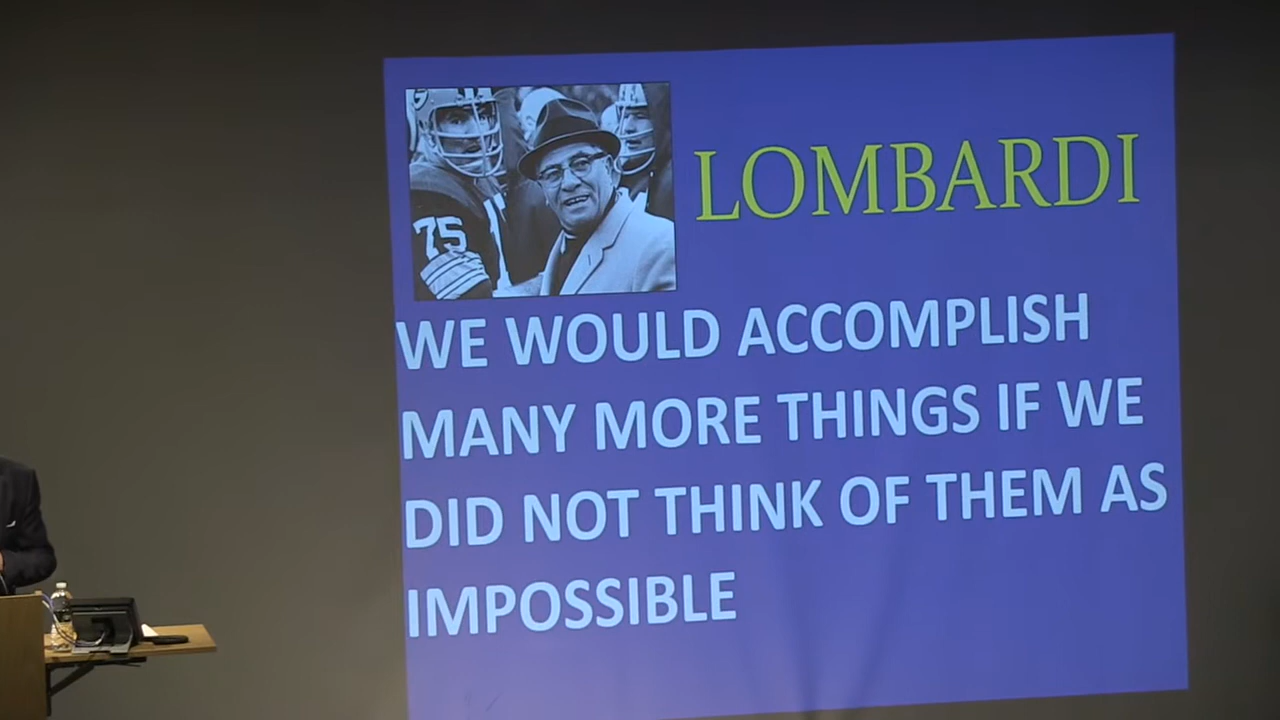 G
75
LOMBARDI
WE WOULD ACCOMPLISH
MANY MORE THINGS IF WE
DID NOT THINK OF THEM AS
IMPOSSIBLE